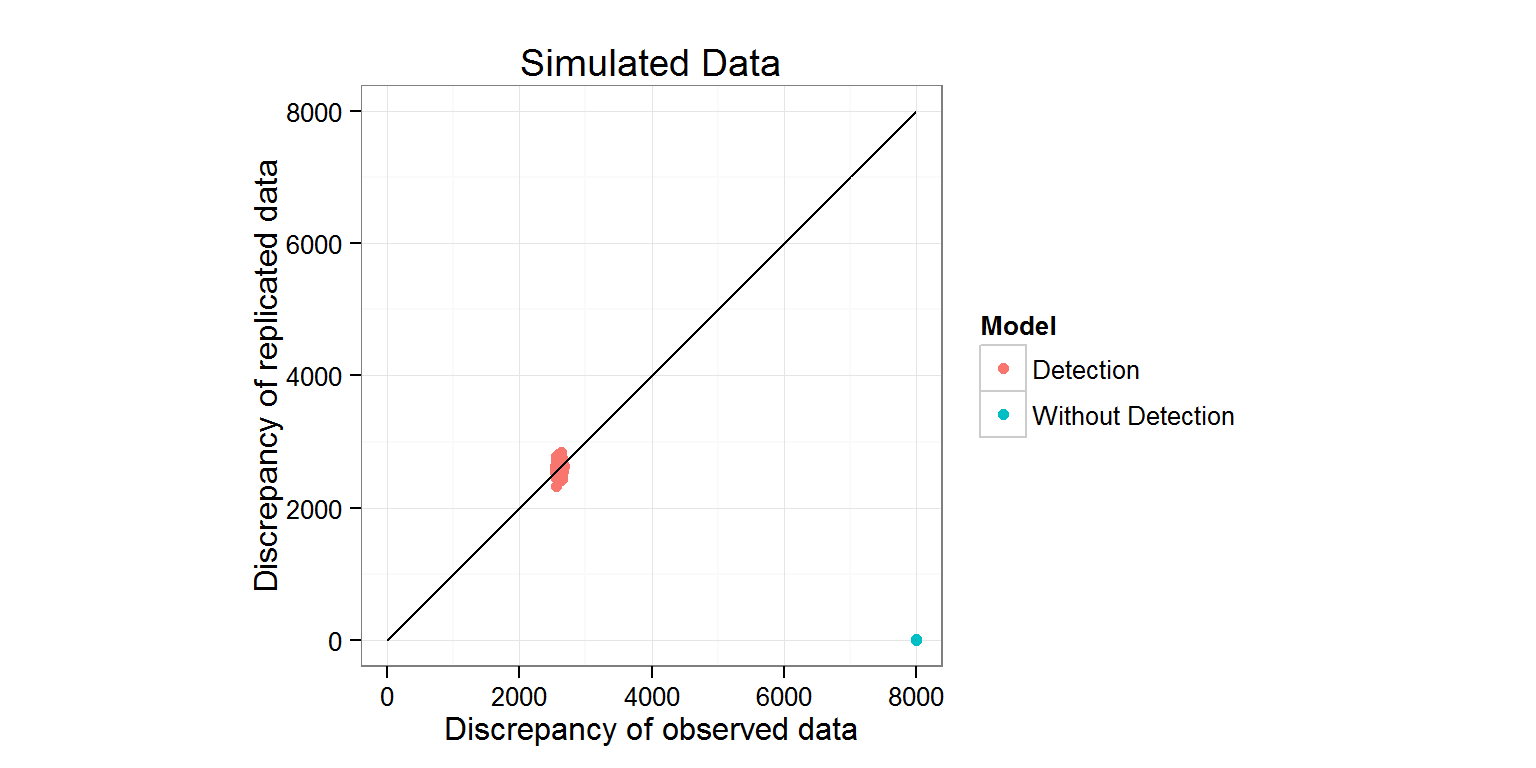 Simulated Data
Discrepancy of replicated data
8000
6000
4000
2000
0
0 2000 4000 6000 8000
Discrepancy of observed data
Model
Detection
Without Detection